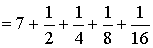 = 7 + 1/2 + 1/4 + 1/8 + 1/16